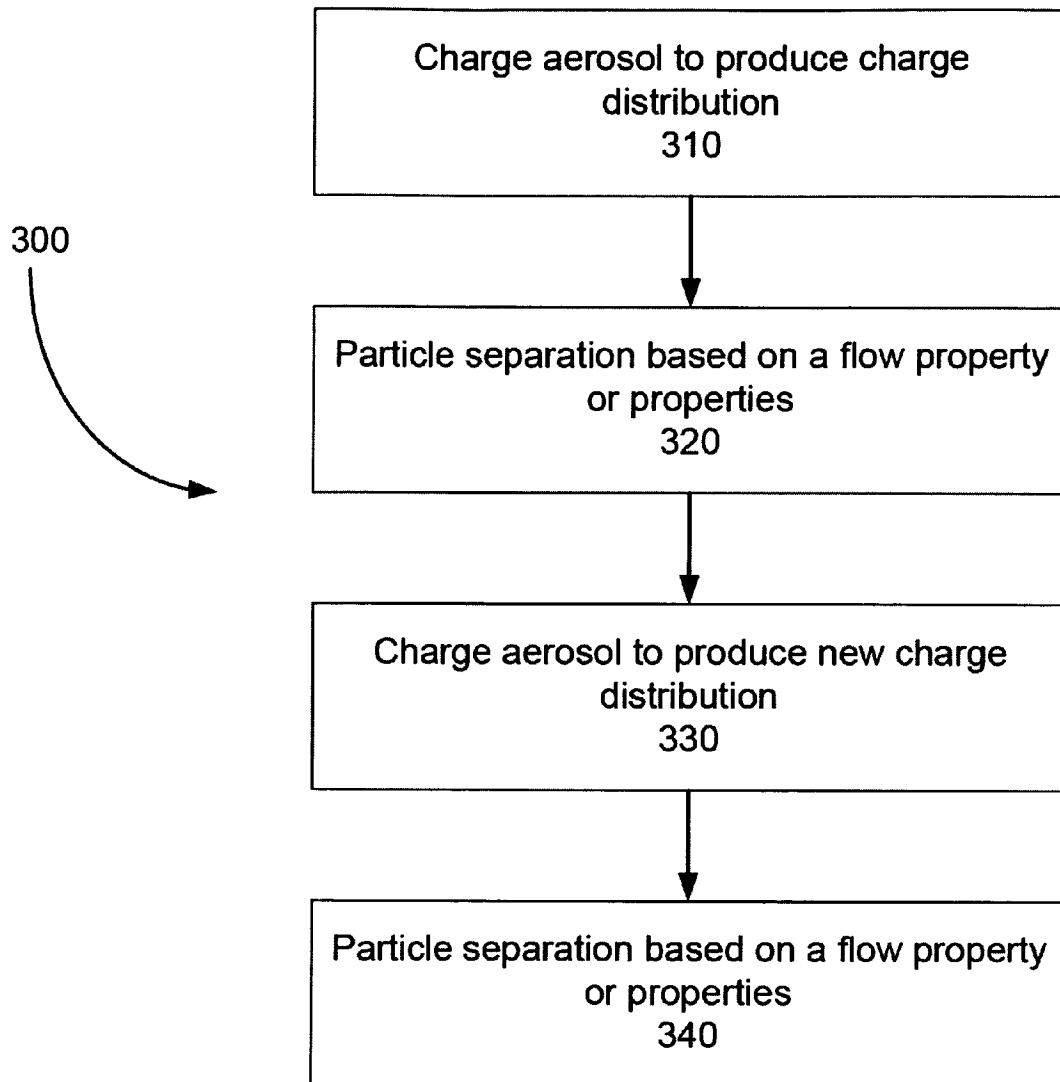 Charge aerosol to produce charge
distribution
310
300
Particle separation based on a flow property
or properties
320
Charge aerosol to produce new charge
distribution
330
Particle separation based on a flow property
or properties
340